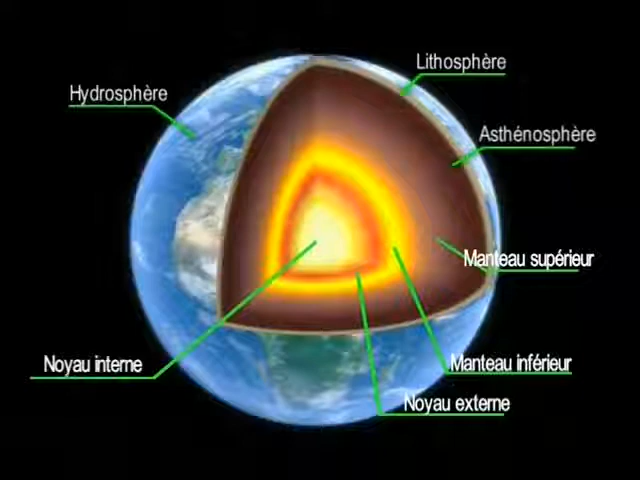 Lithosphère
Hydrosphère
Asthénosphère
Manteau supérieur
Noyau interne
Manteau inférieur
Noyau externe